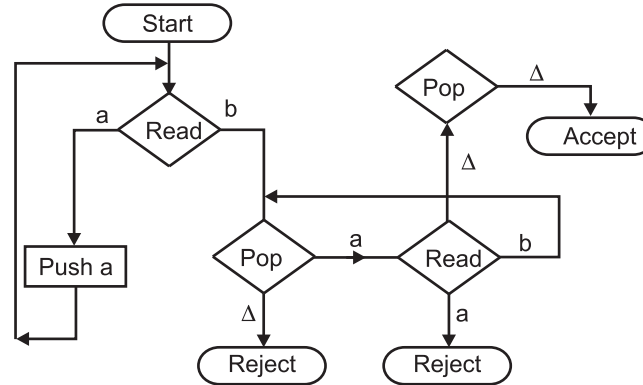 Start
Pop
Δ
a
Read
b
Accept
Δ
Push a
Pop
a
Read
b
Δ
a
Reject
Reject